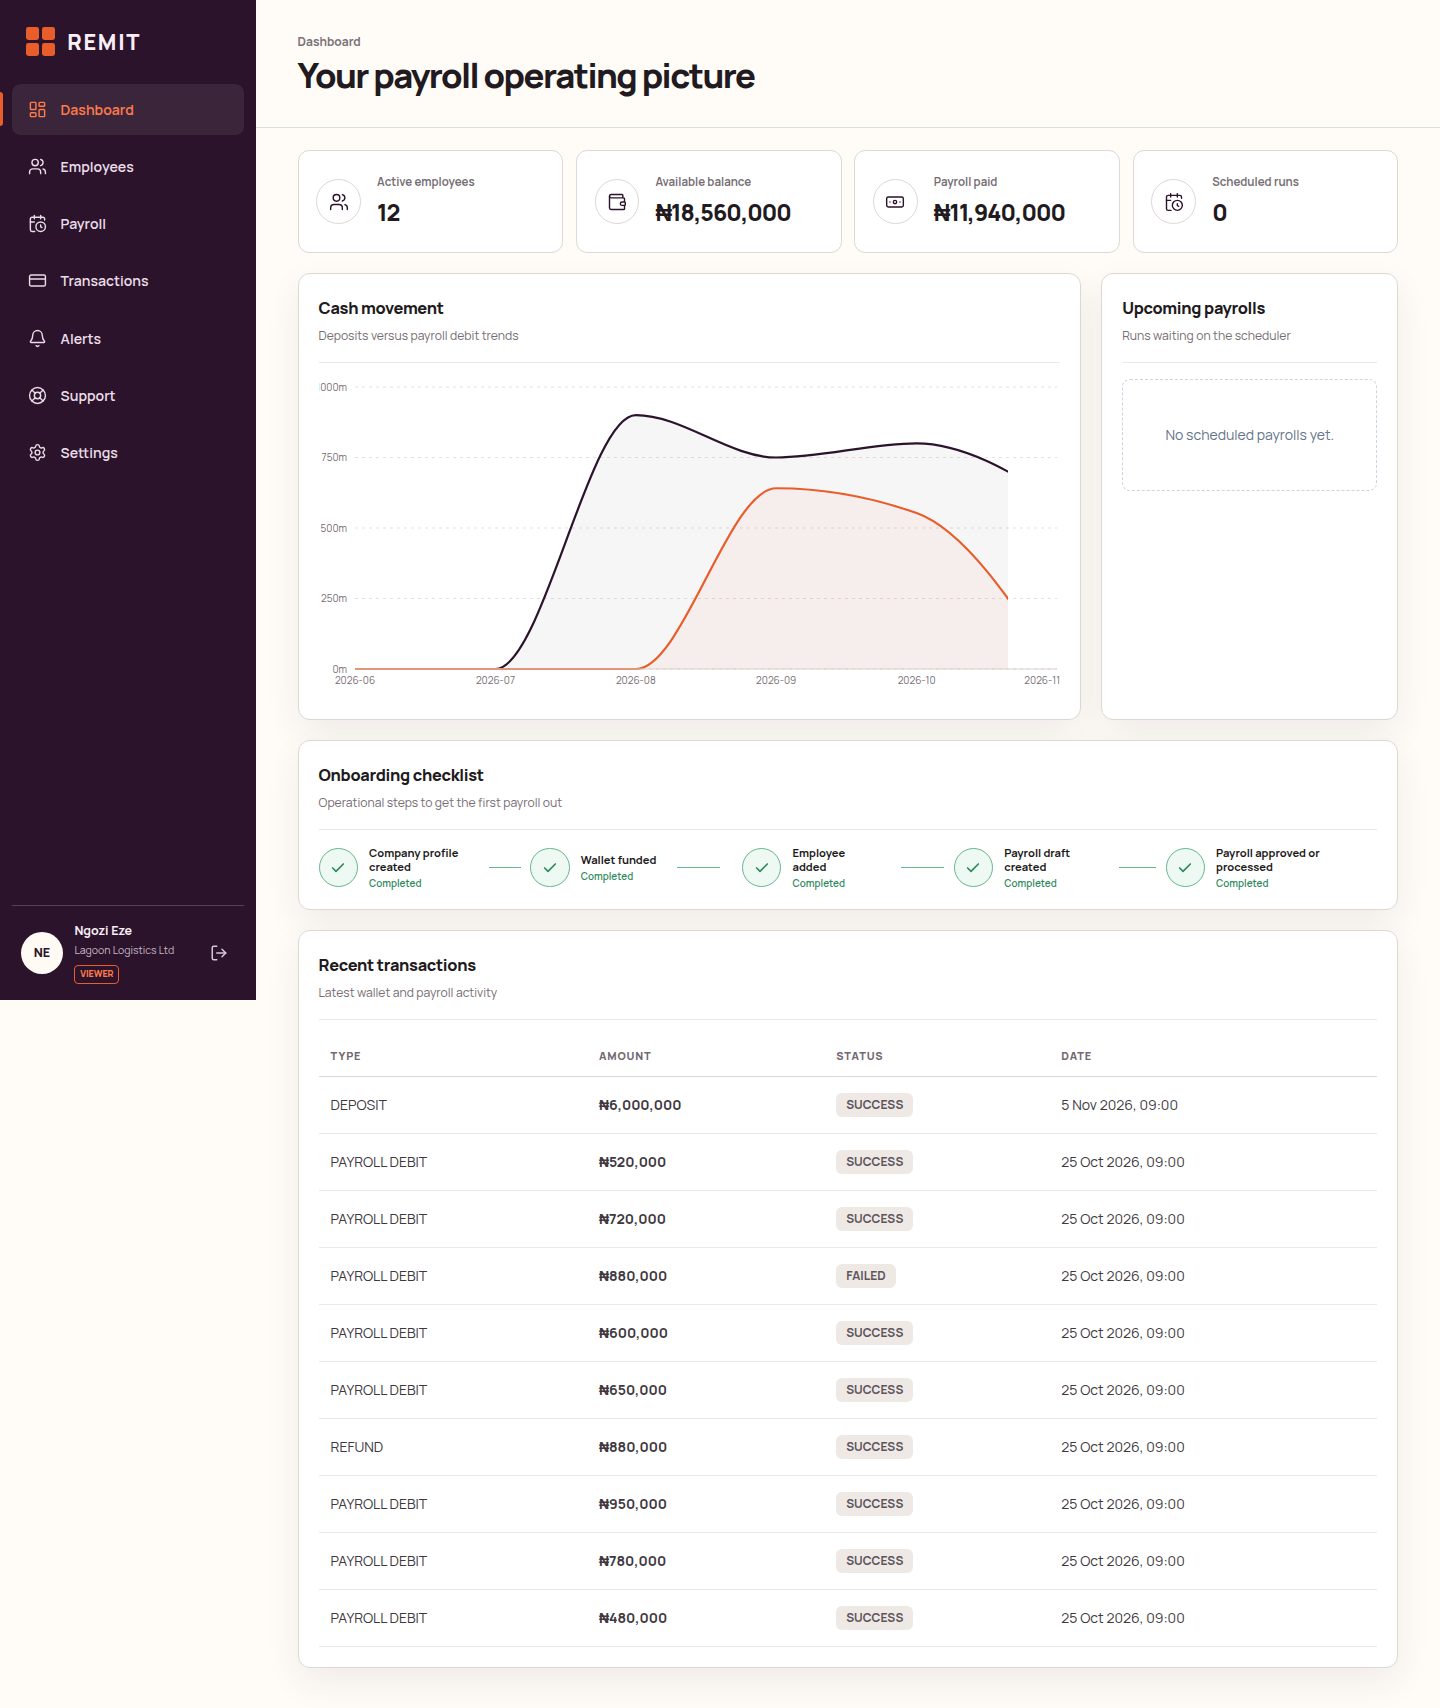 REMIT
Dashboard
Employees
Payroll
Transactions
Alerts
Support
Settings
NE
Ngozi Eze
Lagoon Logistics Ltd
VIEWER
Dashboard
Your payroll operating picture
Active employees
12
Available balance
₦18,560,000
Payroll paid
₦11,940,000
Scheduled runs
0
Cash movement
Deposits versus payroll debit trends
000m
750m
500m
250m
0m
2026-06 2026-07 2026-08 2026-09 2026-10 2026-11
Upcoming payrolls
Runs waiting on the scheduler
No scheduled payrolls yet.
Onboarding checklist
Operational steps to get the first payroll out
Company profile
created
Completed
Wallet funded
Completed
Employee
added
Completed
Payroll draft
created
Completed
Payroll approved or
processed
Completed
Recent transactions
Latest wallet and payroll activity
TYPE AMOUNT STATUS DATE
DEPOSIT ₦6,000,000 SUCCESS 5 Nov 2026, 09:00
PAYROLL DEBIT ₦520,000 SUCCESS 25 Oct 2026, 09:00
PAYROLL DEBIT ₦720,000 SUCCESS 25 Oct 2026, 09:00
PAYROLL DEBIT ₦880,000 FAILED 25 Oct 2026, 09:00
PAYROLL DEBIT ₦600,000 SUCCESS 25 Oct 2026, 09:00
PAYROLL DEBIT ₦650,000 SUCCESS 25 Oct 2026, 09:00
REFUND ₦880,000 SUCCESS 25 Oct 2026, 09:00
PAYROLL DEBIT ₦950,000 SUCCESS 25 Oct 2026, 09:00
PAYROLL DEBIT ₦780,000 SUCCESS 25 Oct 2026, 09:00
PAYROLL DEBIT ₦480,000 SUCCESS 25 Oct 2026, 09:00